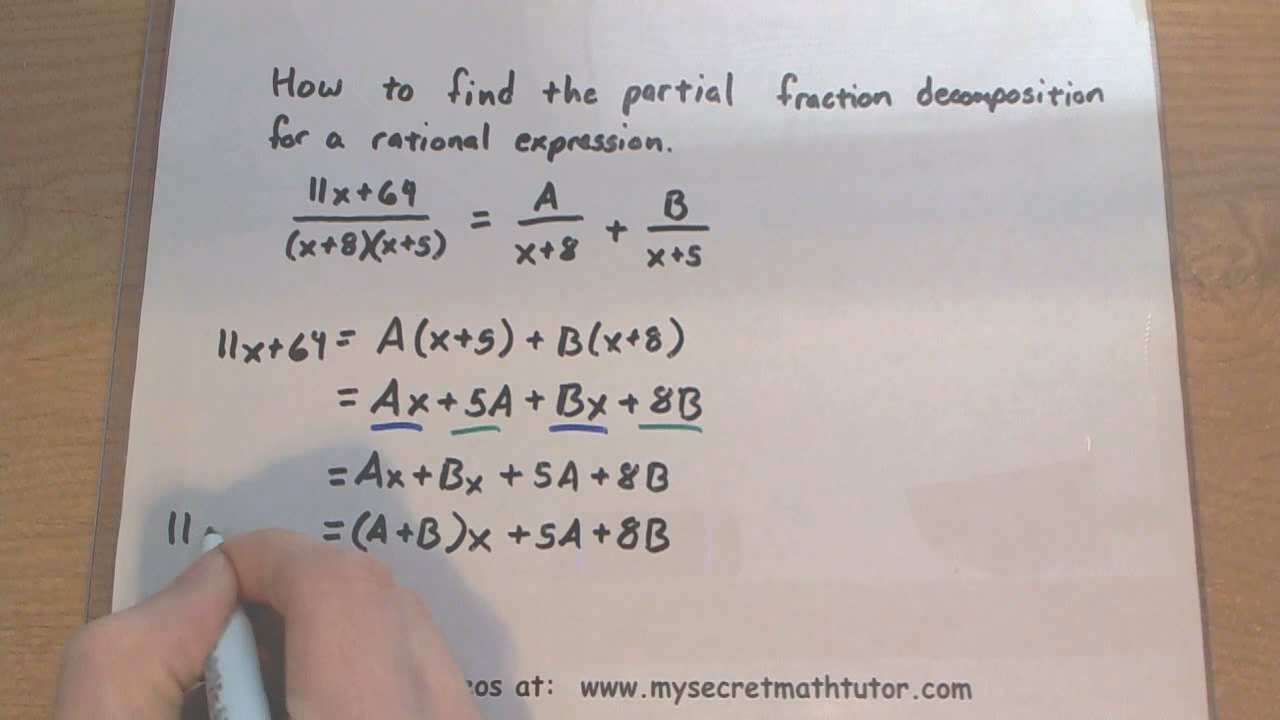 How to find the partial fraction decomposition
for a rational expression.
11x+64 / (x+8)(x+5) = A / x+8 + B / x+5
11x+64 = A(x+5) + B(x+8)
= Ax + 5A + Bx + 8B
= Ax + Bx + 5A + 8B
11 = (A+B)x + 5A + 8B
at: www.mysecretmathtutor.com